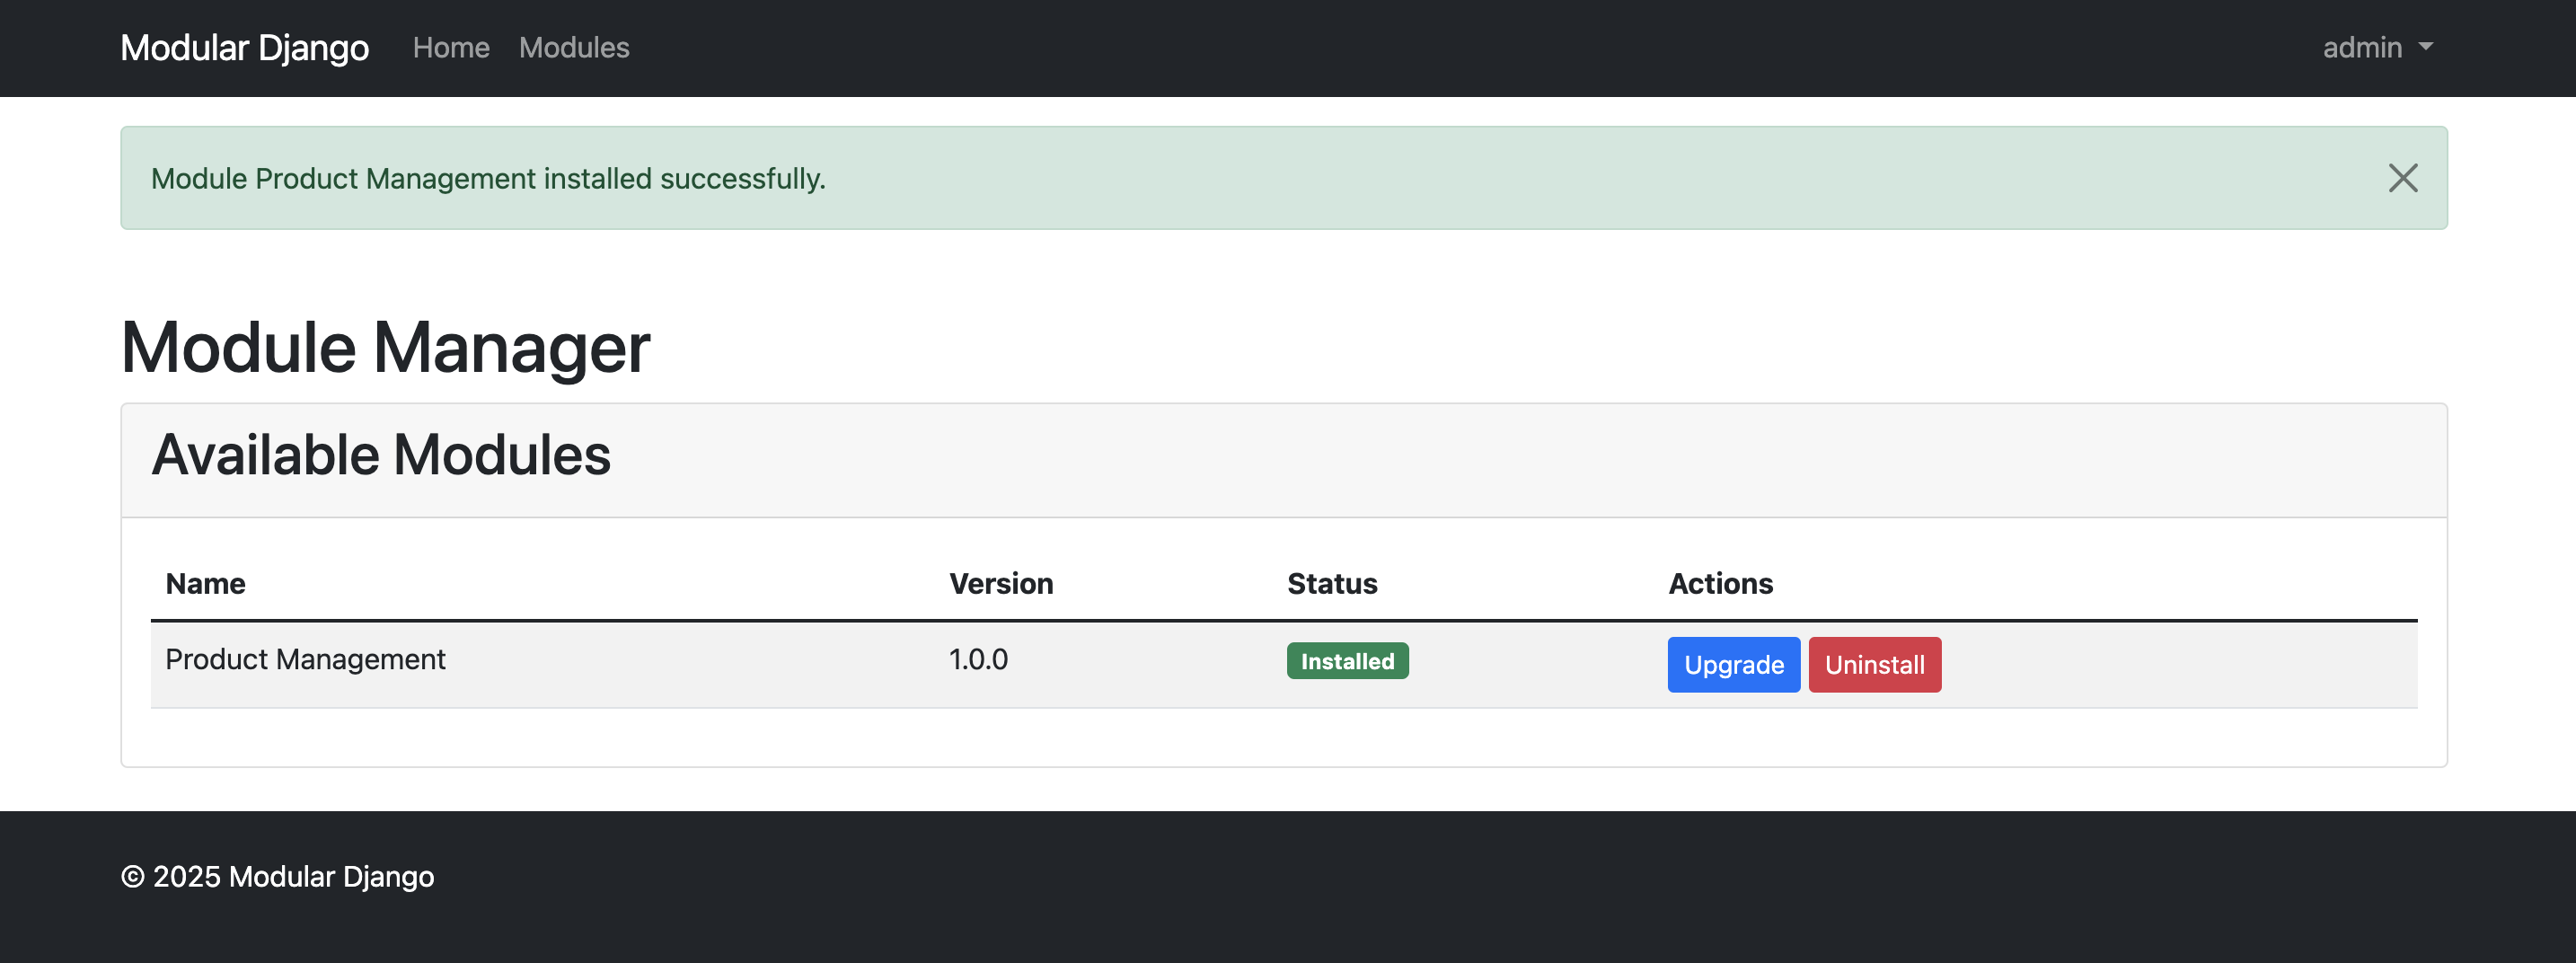 Modular Django Home Modules admin
Module Product Management installed successfully.
Module Manager
Available Modules
Name Version Status Actions
Product Management 1.0.0 Installed Upgrade Uninstall
© 2025 Modular Django